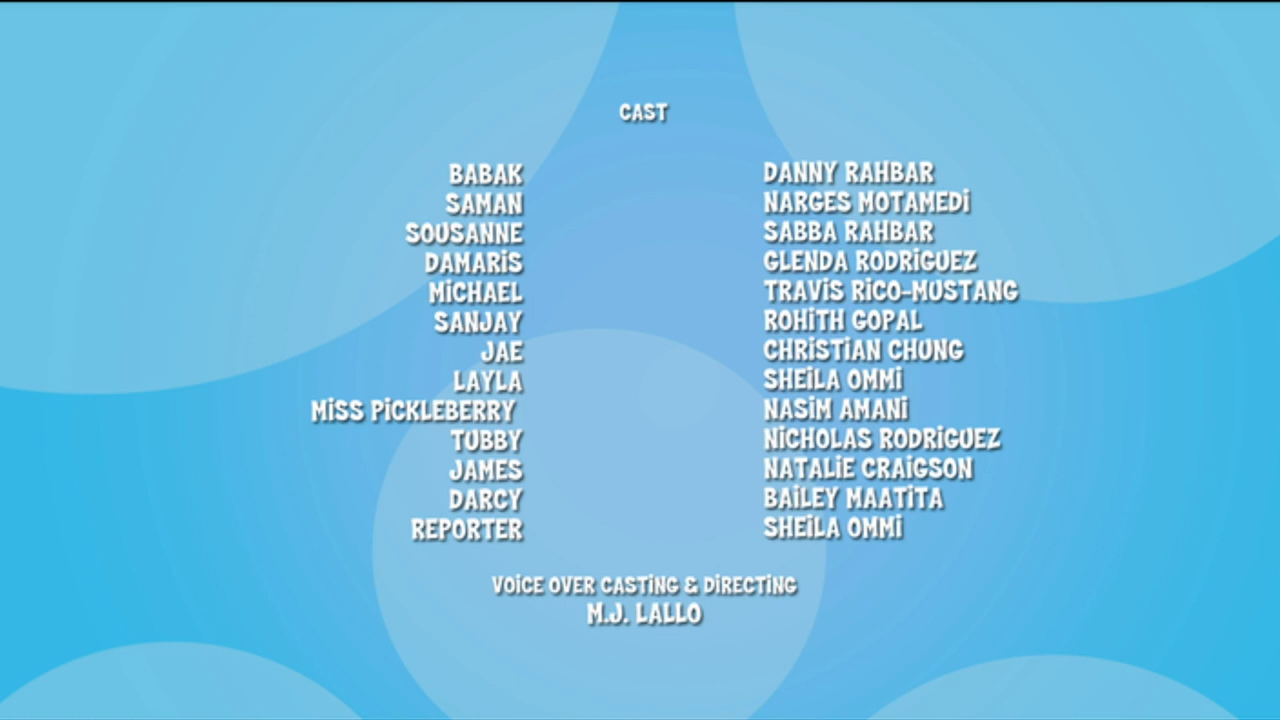 CAST
BABAK DANNY RAHBAR
SAMAN NARGES MOTAMEDi
SOUSANNE SABBA RAHBAR
DAMARiS GLENDA RODRiGUEZ
MiCHAEL TRAViS RiCO-MUSTANG
SANJAY ROHiTH GOPAL
JAE CHRiSTiAN CHUNG
LAYLA SHEiLA OMMi
MiSS PiCKLEBERRY NASiM AMANi
TUBBY NiCHOLAS RODRiGUEZ
JAMES NATALiE CRAiGSON
DARCY BAiLEY MAATiTA
REPORTER SHEiLA OMMi
VOiCE OVER CASTiNG & DiRECTiNG
M.J. LALLO